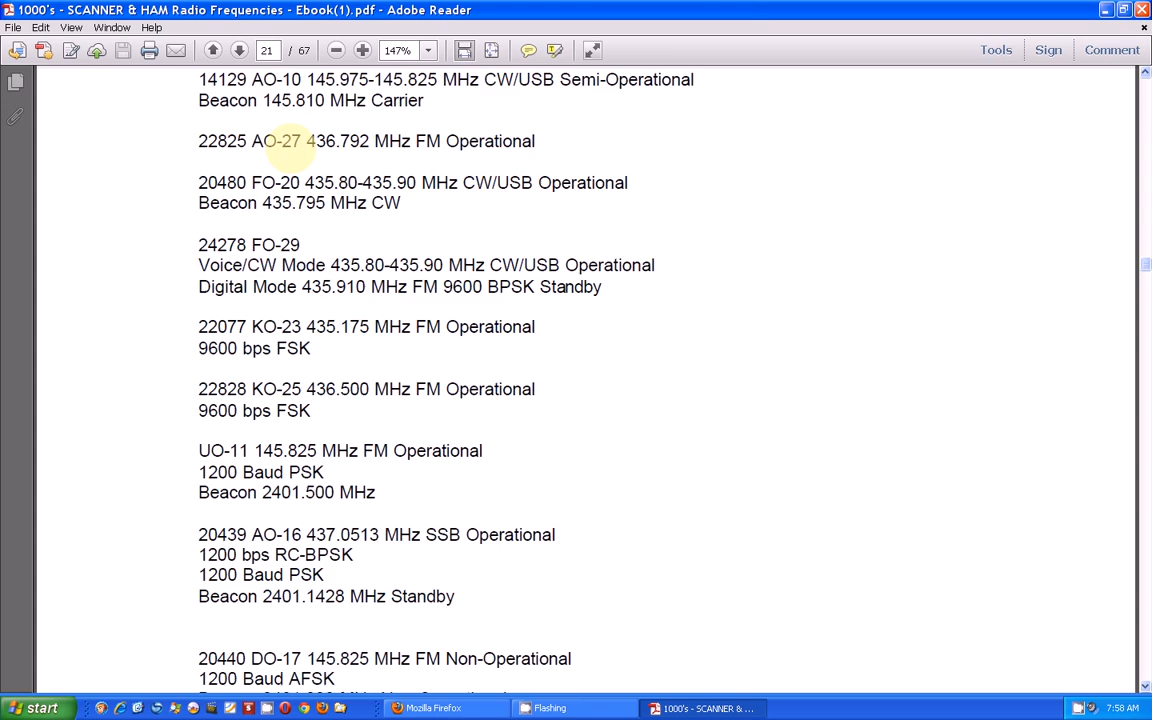 1000's - SCANNER & HAM Radio Frequencies - Ebook(1).pdf - Adobe Reader
File Edit View Window Help
21 / 67 147% Tools Sign Comment
14129 AO-10 145.975-145.825 MHz CW/USB Semi-Operational
Beacon 145.810 MHz Carrier
22825 AO-27 436.792 MHz FM Operational
20480 FO-20 435.80-435.90 MHz CW/USB Operational
Beacon 435.795 MHz CW
24278 FO-29
Voice/CW Mode 435.80-435.90 MHz CW/USB Operational
Digital Mode 435.910 MHz FM 9600 BPSK Standby
22077 KO-23 435.175 MHz FM Operational
9600 bps FSK
22828 KO-25 436.500 MHz FM Operational
9600 bps FSK
UO-11 145.825 MHz FM Operational
1200 Baud PSK
Beacon 2401.500 MHz
20439 AO-16 437.0513 MHz SSB Operational
1200 bps RC-BPSK
1200 Baud PSK
Beacon 2401.1428 MHz Standby
20440 DO-17 145.825 MHz FM Non-Operational
1200 Baud AFSK
start Mozilla Firefox Flashing 1000's - SCANNER & ... 7:58 AM